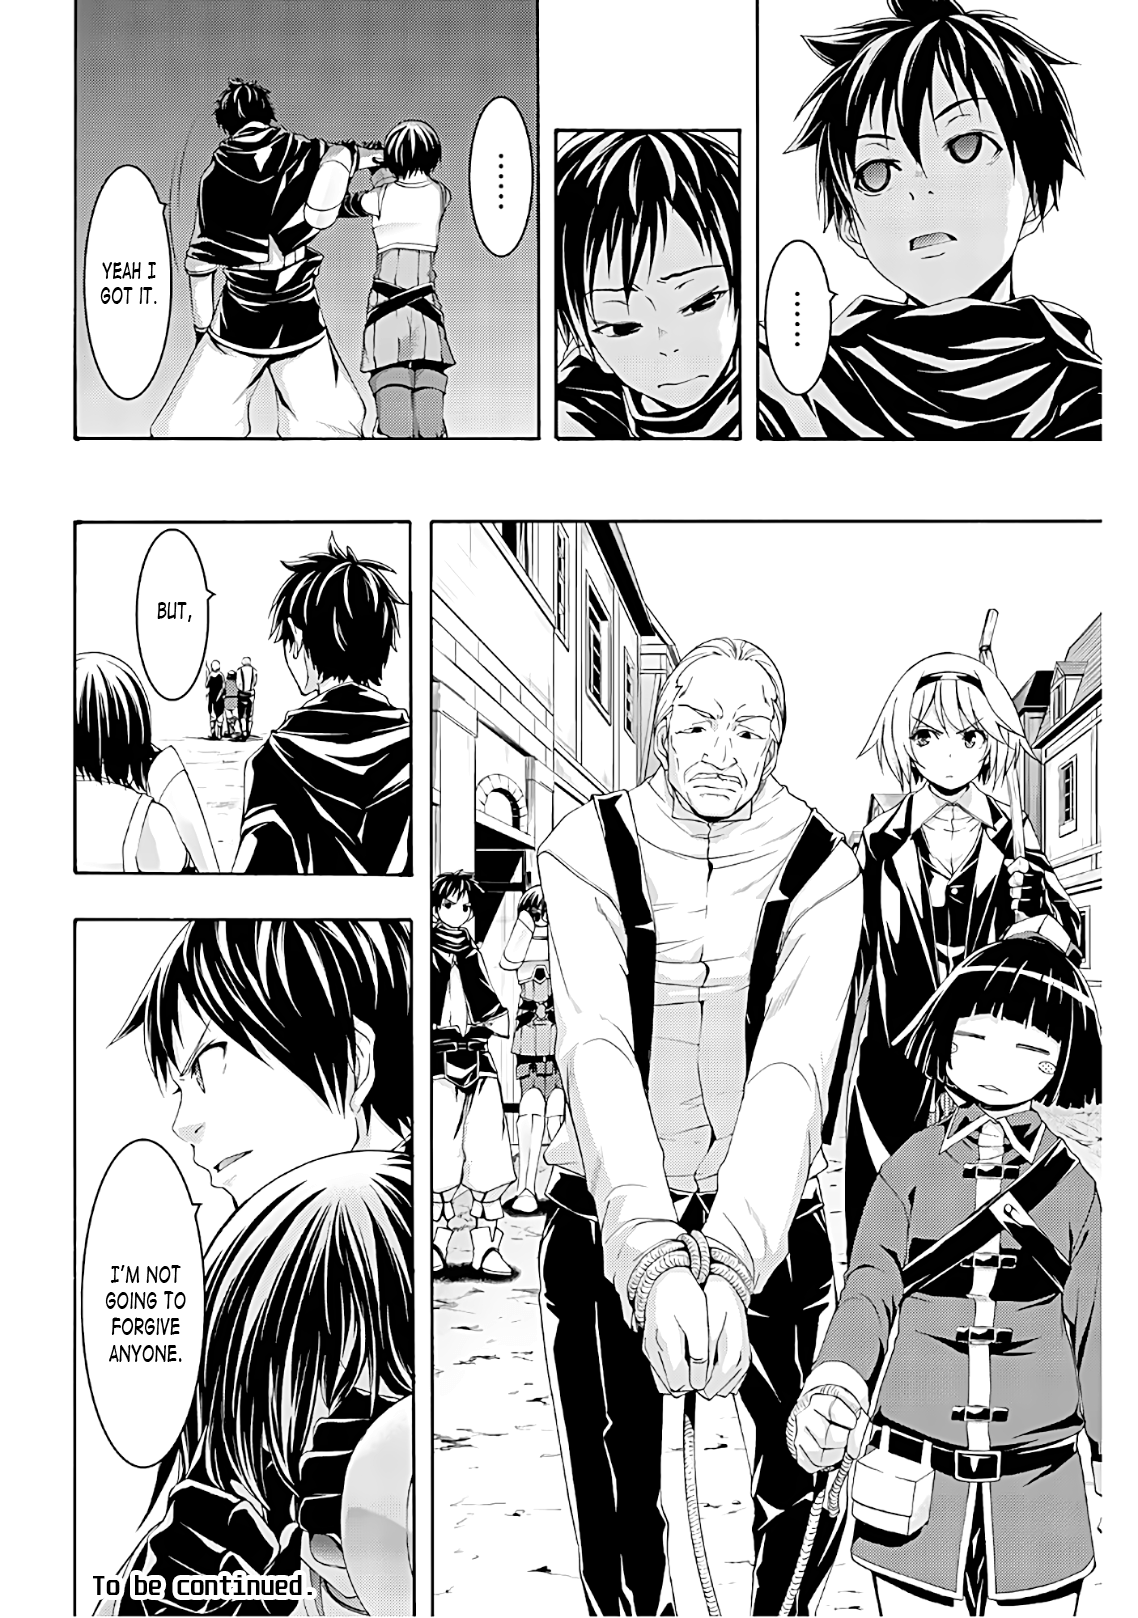 ......
......
YEAH I
GOT IT.
BUT,
I'M NOT
GOING TO
FORGIVE
ANYONE.
To be continued.